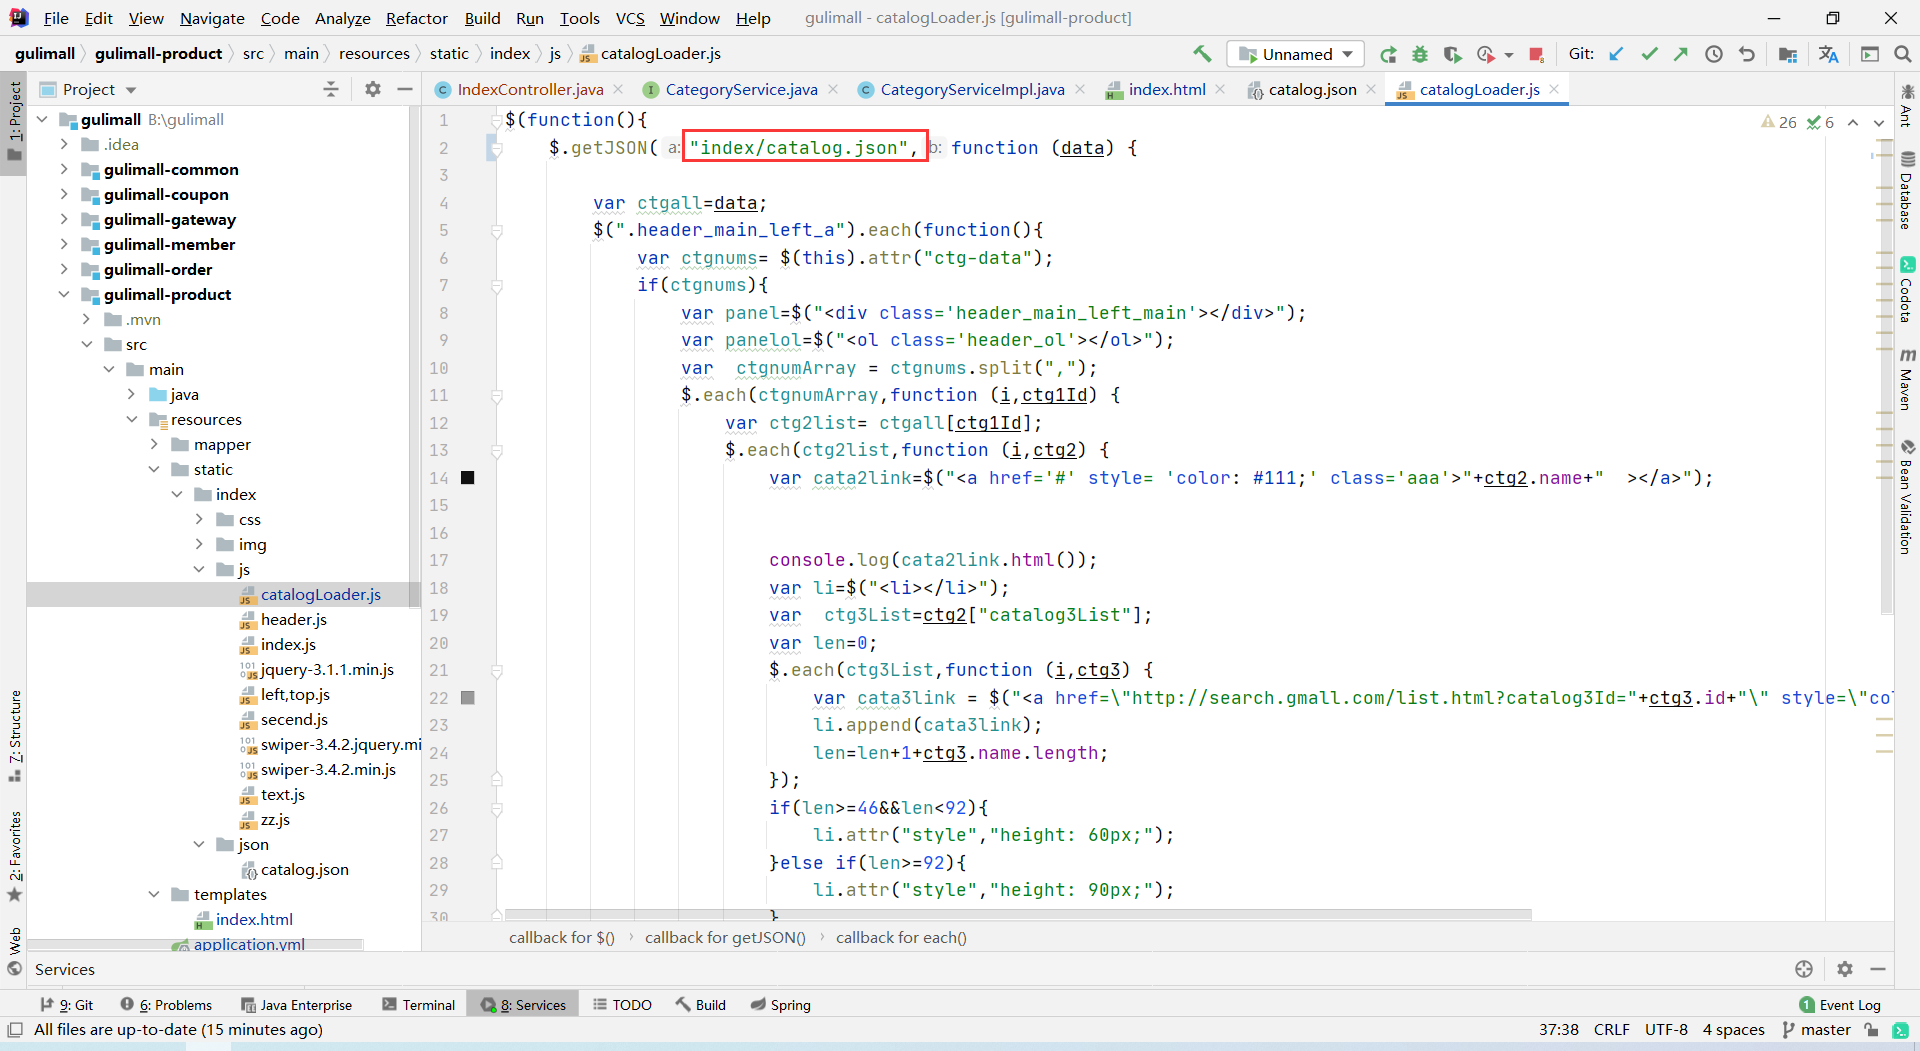 File Edit View Navigate Code Analyze Refactor Build Run Tools VCS Window Help gulimall - catalogLoader.js [gulimall-product]
gulimall gulimall-product src main resources static index js catalogLoader.js Unnamed Git:
Project
IndexController.java CategoryService.java CategoryServiceImpl.java index.html catalog.json catalogLoader.js
gulimall B:\gulimall
.idea
gulimall-common
gulimall-coupon
gulimall-gateway
gulimall-member
gulimall-order
gulimall-product
.mvn
src
main
java
resources
mapper
static
index
css
img
js
catalogLoader.js
header.js
index.js
jquery-3.1.1.min.js
left,top.js
secend.js
swiper-3.4.2.jquery.mi
swiper-3.4.2.min.js
text.js
zz.js
json
catalog.json
templates
index.html
application.yml
26 6
1 $(function(){
2 $.getJSON( a: "index/catalog.json", b: function (data) {
3
4 var ctgall=data;
5 $(".header_main_left_a").each(function(){
6 var ctgnums= $(this).attr("ctg-data");
7 if(ctgnums){
8 var panel=$("<div class='header_main_left_main'></div>");
9 var panelol=$("<ol class='header_ol'></ol>");
10 var  ctgnumArray = ctgnums.split(",");
11 $.each(ctgnumArray,function (i,ctg1Id) {
12 var ctg2list= ctgall[ctg1Id];
13 $.each(ctg2list,function (i,ctg2) {
14 var cata2link=$("<a href='#' style= 'color: #111;' class='aaa'>"+ctg2.name+"  ></a>");
15
16
17 console.log(cata2link.html());
18 var li=$("<li></li>");
19 var  ctg3List=ctg2["catalog3List"];
20 var len=0;
21 $.each(ctg3List,function (i,ctg3) {
22 var cata3link = $("<a href=\"http://search.gmall.com/list.html?catalog3Id="+ctg3.id+"\" style=\"co
23 li.append(cata3link);
24 len=len+1+ctg3.name.length;
25 });
26 if(len>=46&&len<92){
27 li.attr("style","height: 60px;");
28 }else if(len>=92){
29 li.attr("style","height: 90px;");
30 }
callback for $() callback for getJSON() callback for each()
1: Project
7: Structure
2: Favorites
Web
Ant
Database
Codota
m Maven
Bean Validation
Services
9: Git 6: Problems Java Enterprise Terminal 8: Services TODO Build Spring 1 Event Log
All files are up-to-date (15 minutes ago) 37:38 CRLF UTF-8 4 spaces master